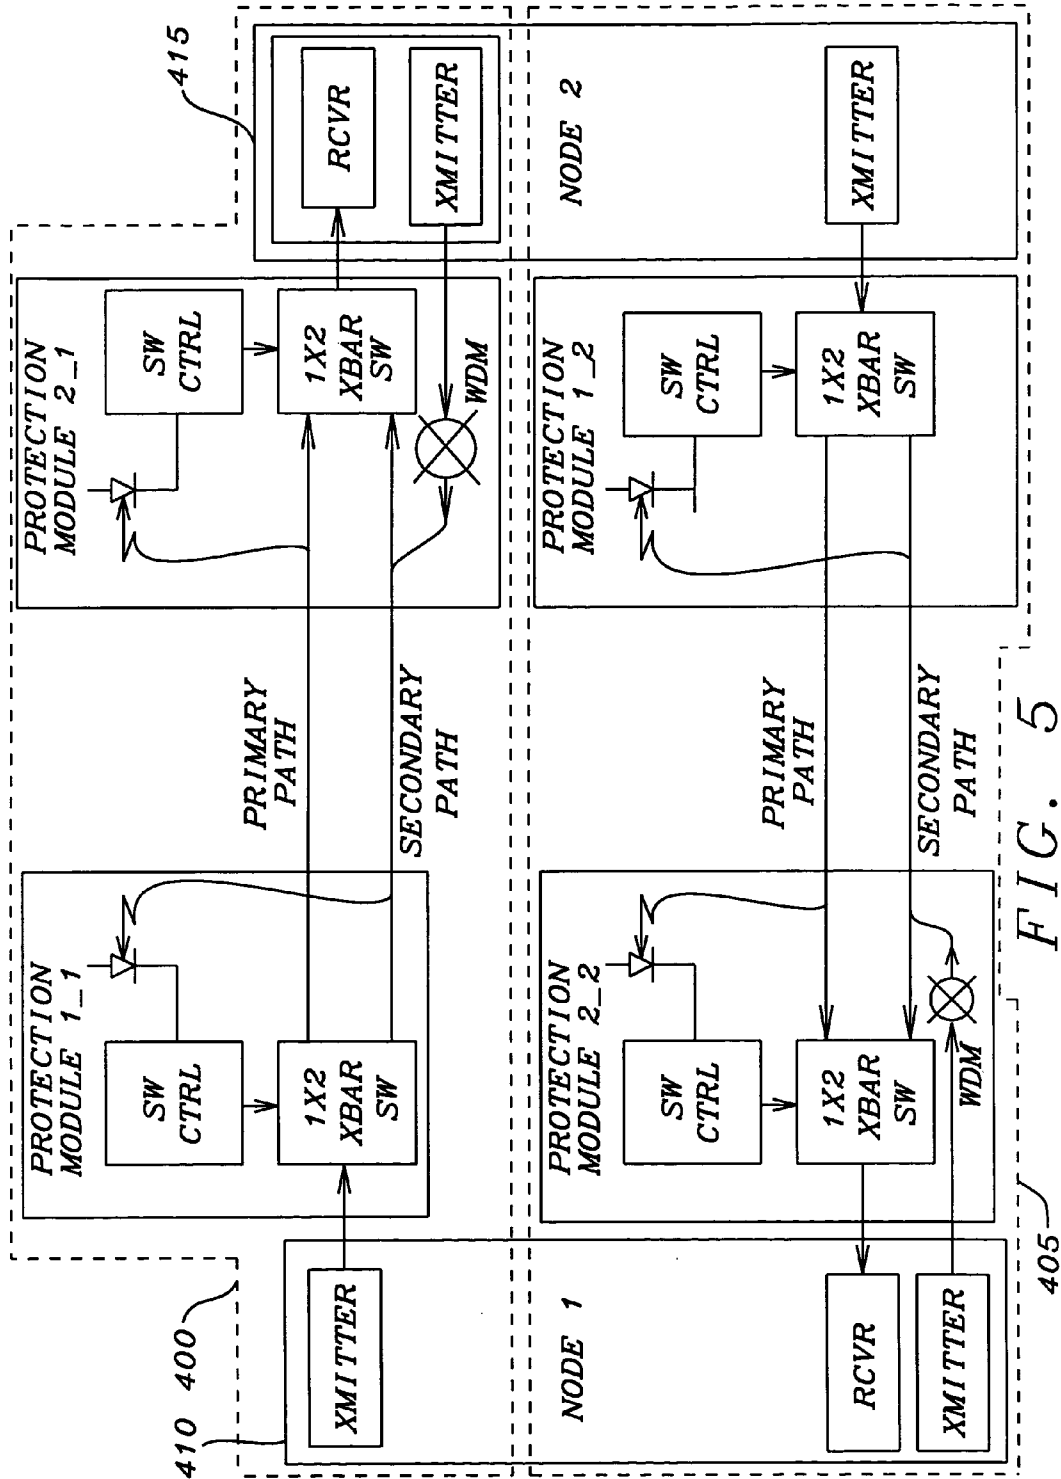 410
400
415
PROTECTION
MODULE 1_1
SW
CTRL
1X2
XBAR
SW
XMITTER
PRIMARY
PATH
SECONDARY
PATH
PROTECTION
MODULE 2_1
SW
CTRL
1X2
XBAR
SW
WDM
RCVR
XMITTER
NODE 1
NODE 2
PROTECTION
MODULE 2_2
SW
CTRL
1X2
XBAR
SW
WDM
RCVR
XMITTER
PRIMARY
PATH
SECONDARY
PATH
PROTECTION
MODULE 1_2
SW
CTRL
1X2
XBAR
SW
XMITTER
405
FIG. 5